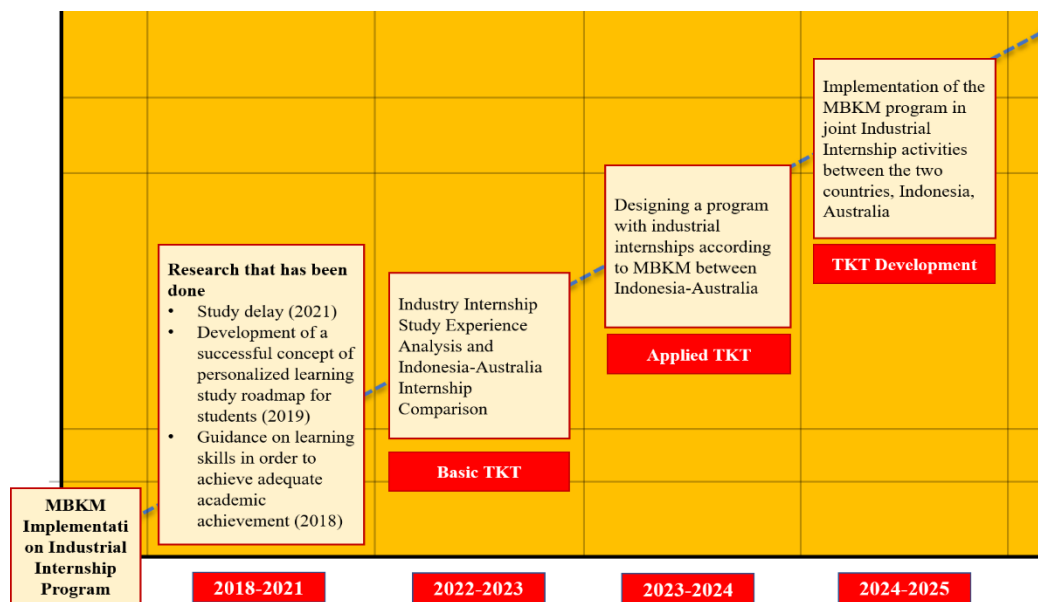 MBKM
Implementati
on Industrial
Internship
Program
Research that has been
done
• Study delay (2021)
• Development of a
successful concept of
personalized learning
study roadmap for
students (2019)
• Guidance on learning
skills in order to
achieve adequate
academic
achievement (2018)
2018-2021
Industry Internship
Study Experience
Analysis and
Indonesia-Australia
Internship
Comparison
Basic TKT
2022-2023
Designing a program
with industrial
internships according
to MBKM between
Indonesia-Australia
Applied TKT
2023-2024
Implementation of the
MBKM program in
joint Industrial
Internship activities
between the two
countries, Indonesia,
Australia
TKT Development
2024-2025